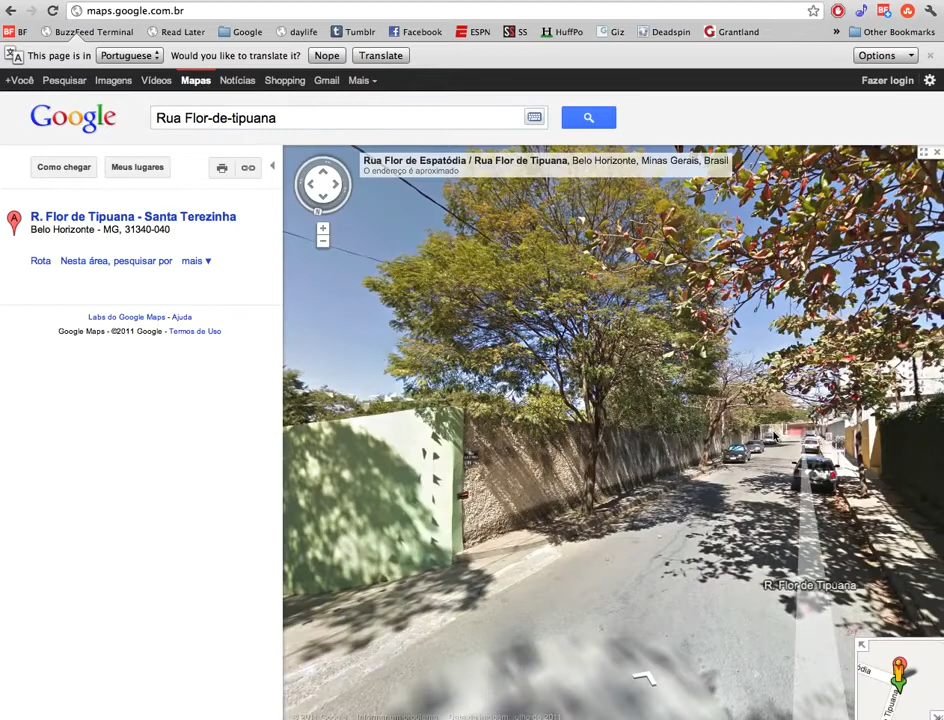 maps.google.com.br
BF BuzzFeed Terminal Read Later Google daylife Tumblr Facebook ESPN SS HuffPo Giz Deadspin Grantland » Other Bookmarks
This page is in Portuguese Would you like to translate it? Nope Translate Options
+Você Pesquisar Imagens Vídeos Mapas Notícias Shopping Gmail Mais Fazer login
Google Rua Flor-de-tipuana
Como chegar Meus lugares
Rua Flor de Espatódia / Rua Flor de Tipuana, Belo Horizonte, Minas Gerais, Brasil
O endereço é aproximado
N
A R. Flor de Tipuana - Santa Terezinha
Belo Horizonte - MG, 31340-040
Rota Nesta área, pesquisar por mais ▼
Labs do Google Maps - Ajuda
Google Maps - ©2011 Google - Termos de Uso
R. Flor de Tipuana
ódia
Tipuana
© 2011 Google